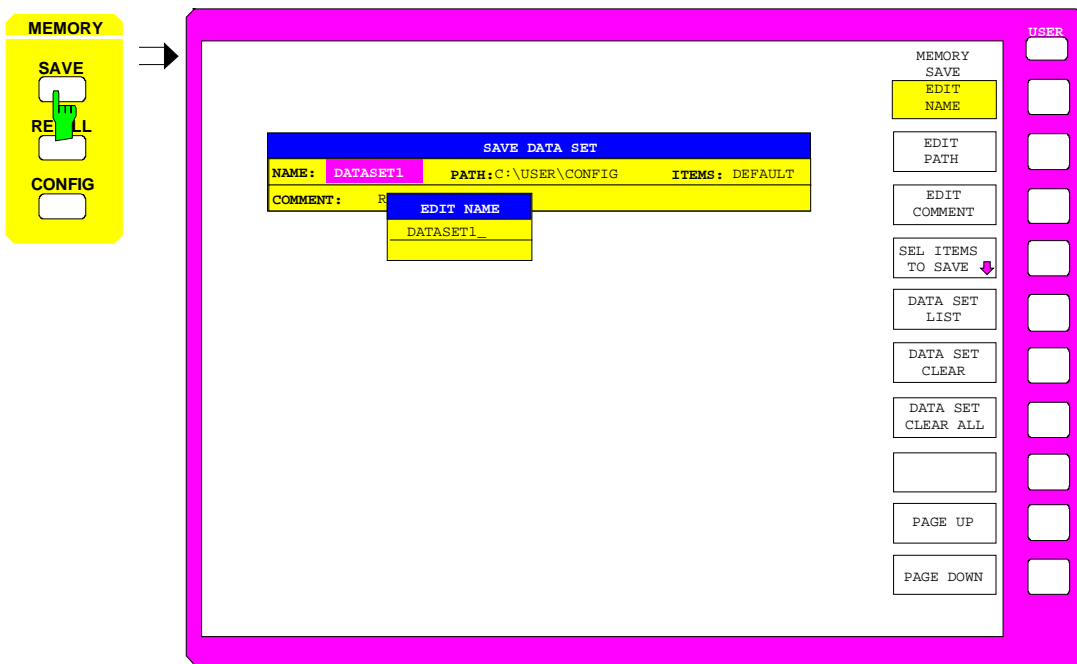 MEMORY
SAVE
CONFIG
USER
MEMORY
SAVE
EDIT
NAME
EDIT
PATH
EDIT
COMMENT
SEL ITEMS
TO SAVE
DATA SET
LIST
DATA SET
CLEAR
DATA SET
CLEAR ALL
PAGE UP
PAGE DOWN
SAVE DATA SET
NAME: DATASET1 PATH:C:\USER\CONFIG ITEMS: DEFAULT
COMMENT: R
EDIT NAME
DATASET1_